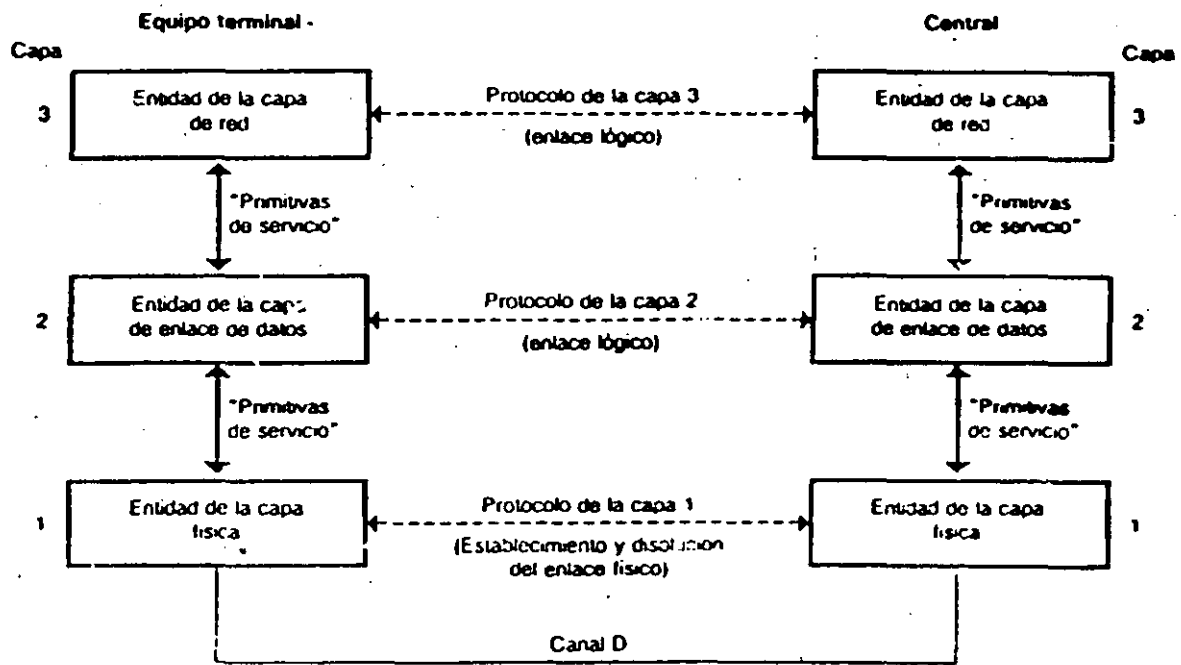 Equipo terminal -
Central
Capa
Capa
3
Entidad de la capa
de red
Protocolo de la capa 3
(enlace lógico)
Entidad de la capa
de red
3
"Primitivas
de servicio"
"Primitivas
de servicio"
2
Entidad de la capa
de enlace de datos
Protocolo de la capa 2
(enlace lógico)
Entidad de la capa
de enlace de datos
2
"Primitivas
de servicio"
"Primitivas
de servicio"
1
Entidad de la capa
física
Protocolo de la capa 1
(Establecimiento y disolución
del enlace físico)
Entidad de la capa
física
1
Canal D